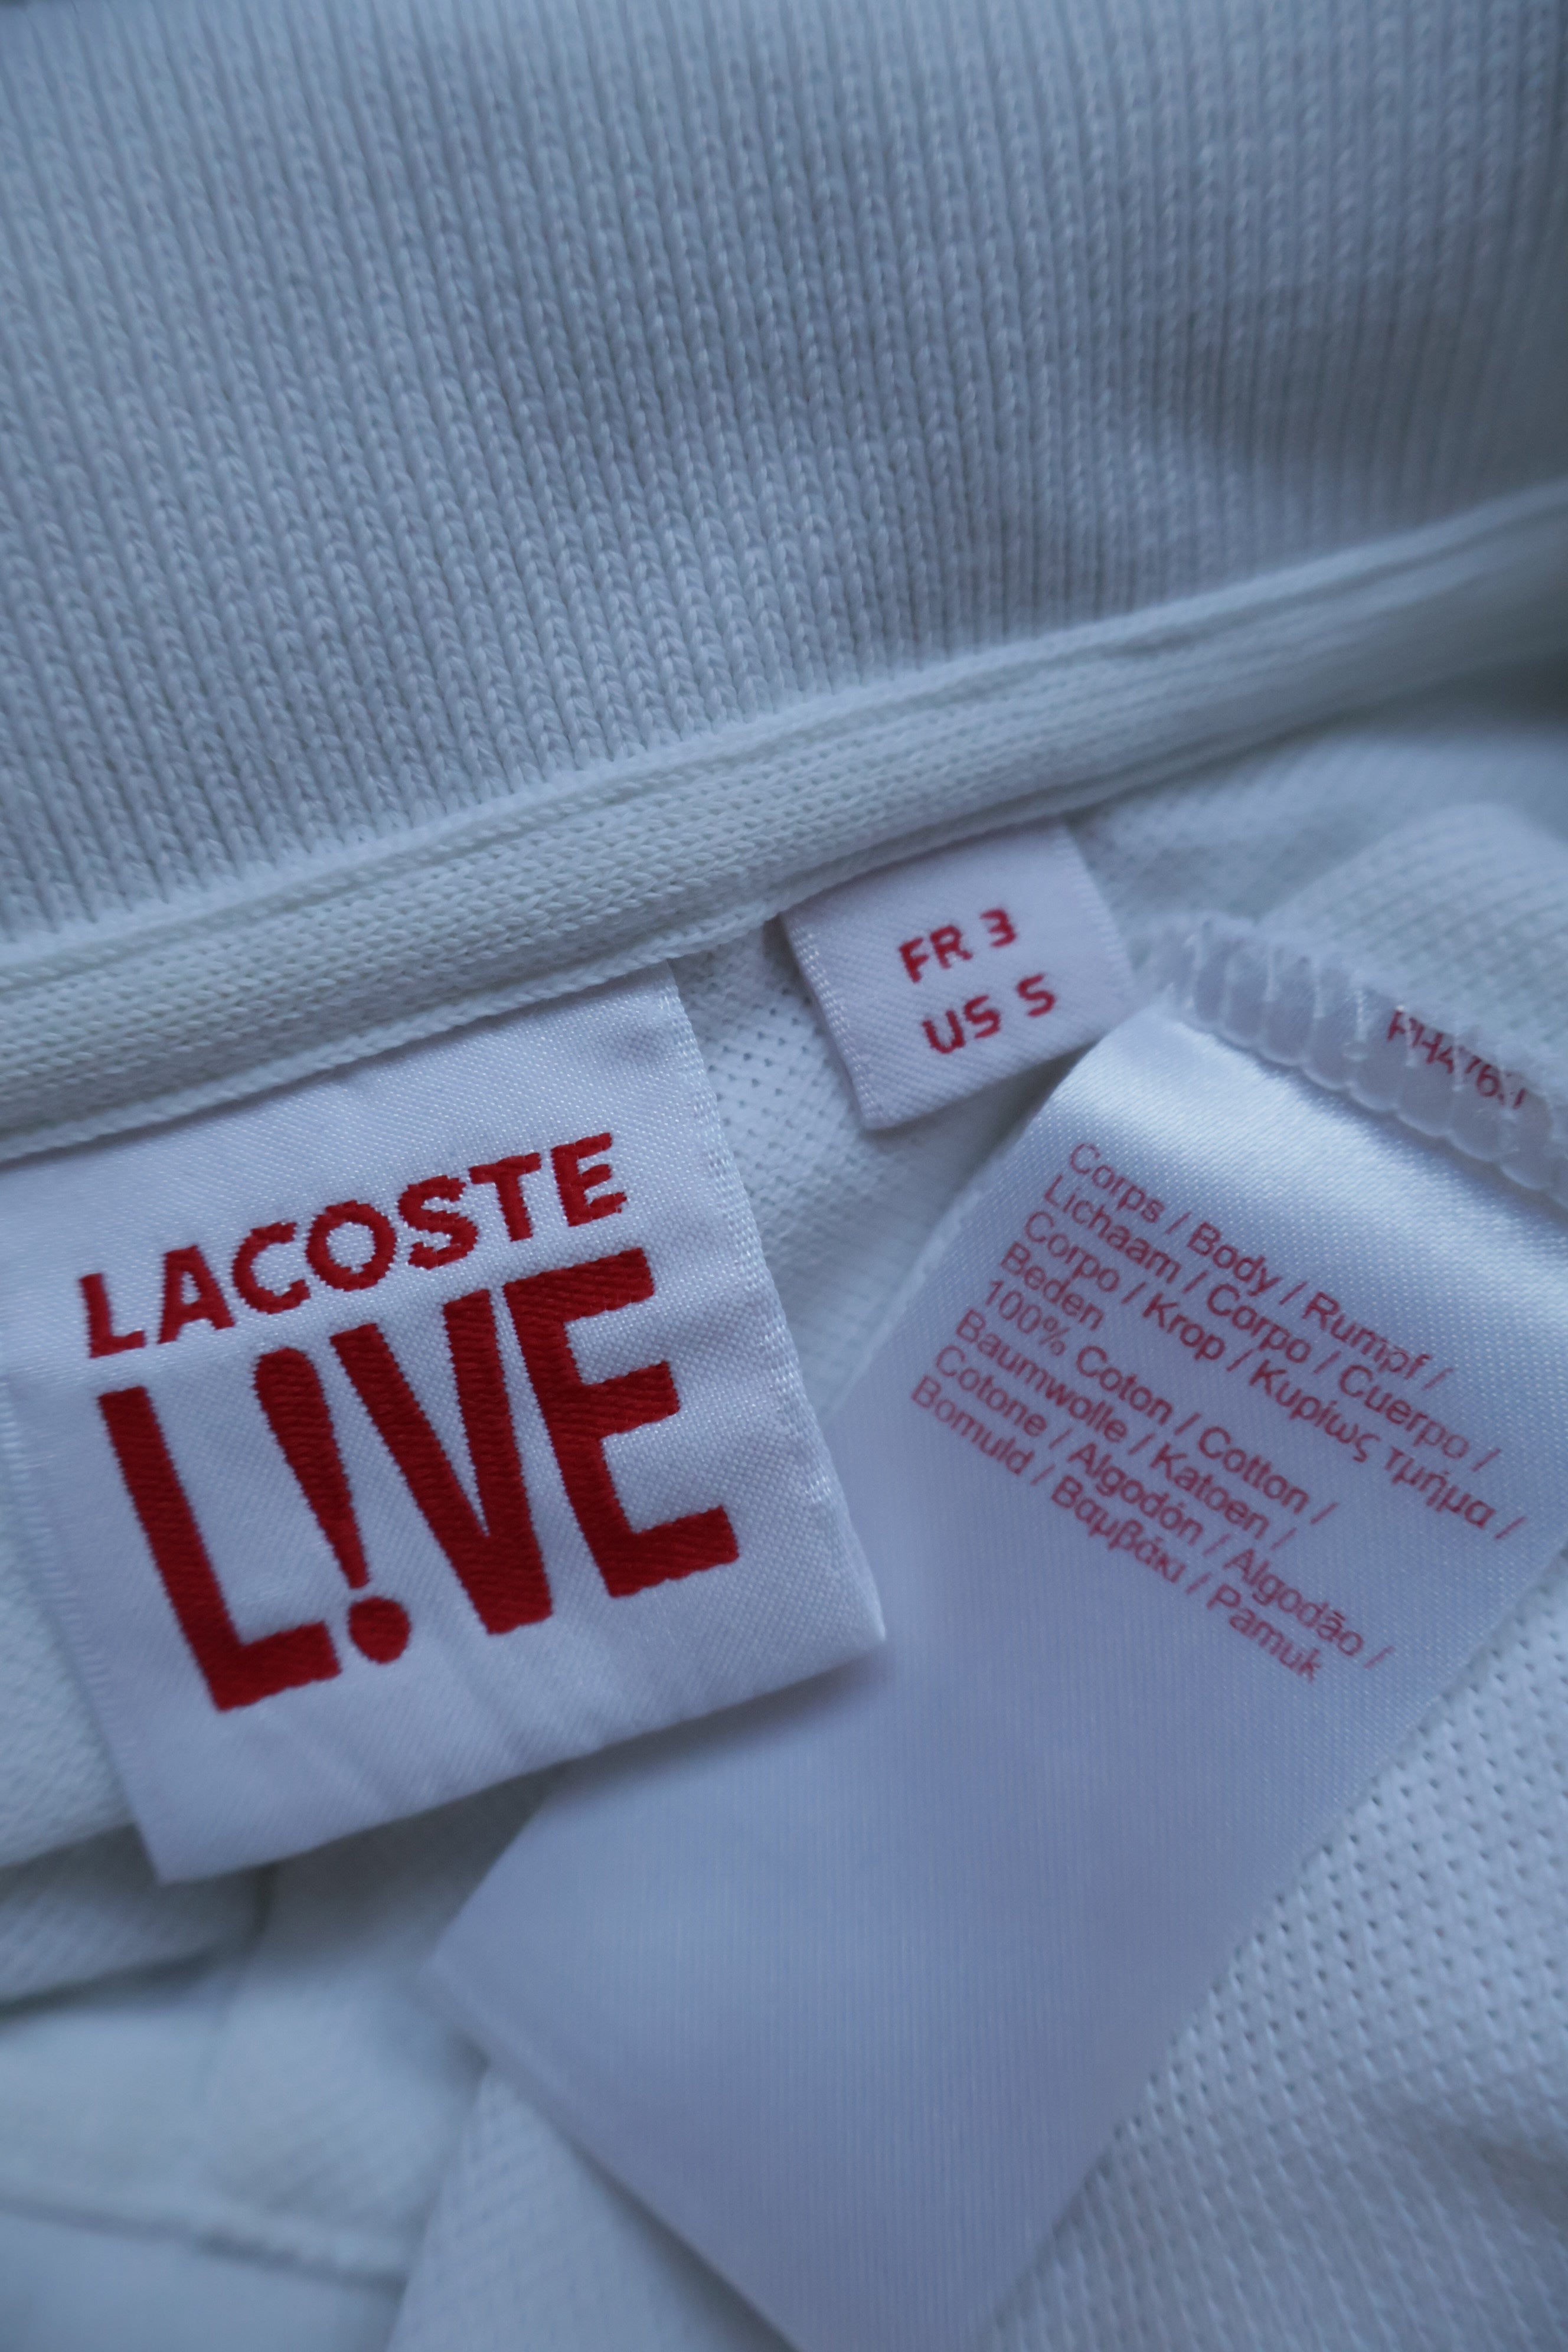 LACOSTE
L!VE
FR 3
US S
Corps / Body / Rumpf /
Lichaam / Corpo / Cuerpo /
Corpo / Krop / Κυρίως τμήμα /
Beden
100% Coton / Cotton /
Baumwolle / Katoen /
Cotone / Algodón / Algodão /
Bomuld / Βαμβάκι / Pamuk